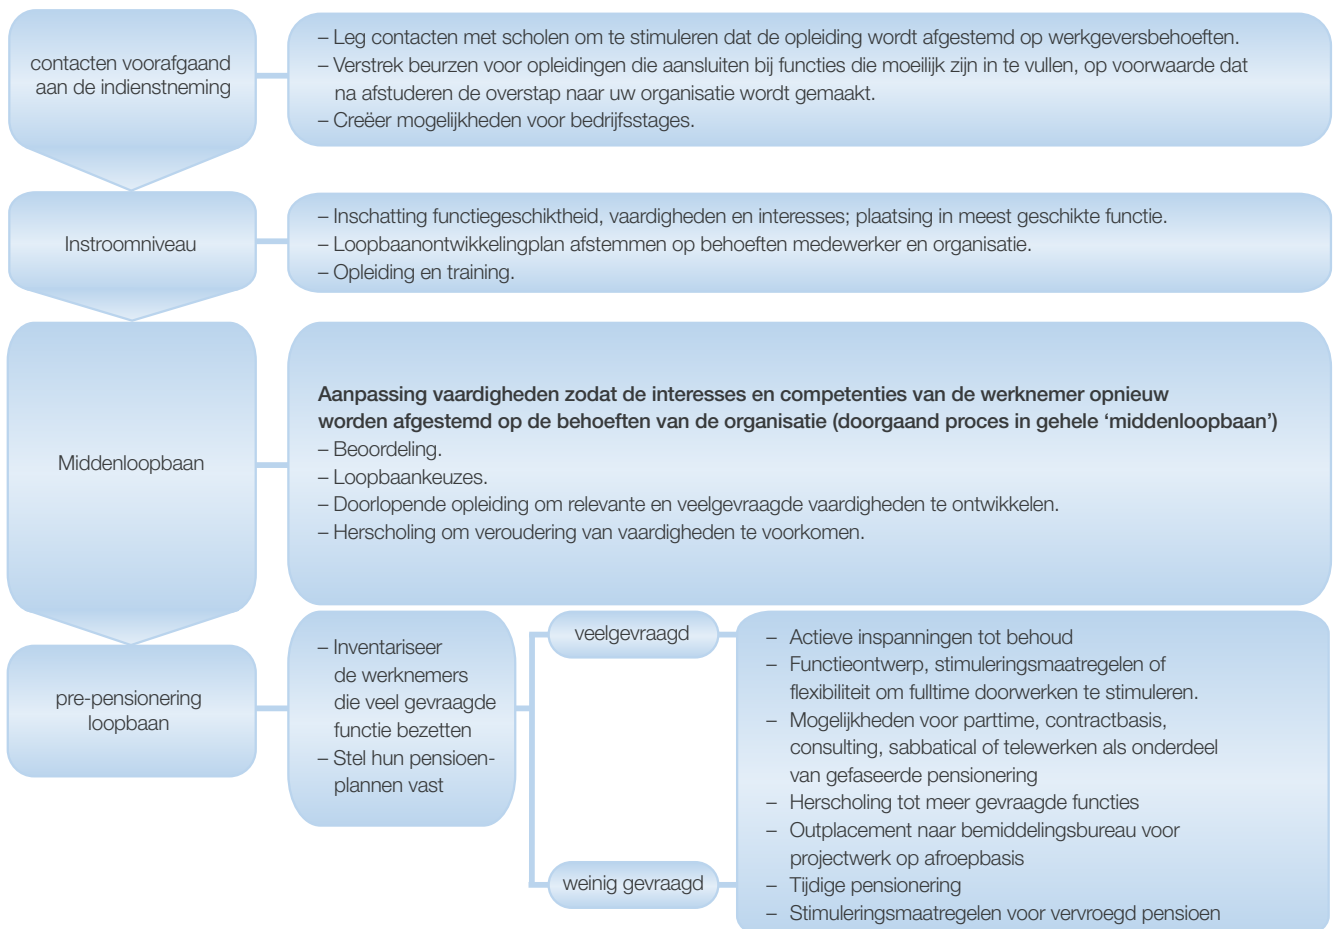 contacten voorafgaand
aan de indienstneming
– Leg contacten met scholen om te stimuleren dat de opleiding wordt afgestemd op werkgeversbehoeften.
– Verstrek beurzen voor opleidingen die aansluiten bij functies die moeilijk zijn in te vullen, op voorwaarde dat
na afstuderen de overstap naar uw organisatie wordt gemaakt.
– Creëer mogelijkheden voor bedrijfsstages.
Instroomniveau
– Inschatting functiegeschiktheid, vaardigheden en interesses; plaatsing in meest geschikte functie.
– Loopbaanontwikkelingplan afstemmen op behoeften medewerker en organisatie.
– Opleiding en training.
Middenloopbaan
Aanpassing vaardigheden zodat de interesses en competenties van de werknemer opnieuw
worden afgestemd op de behoeften van de organisatie (doorgaand proces in gehele ‘middenloopbaan’)
– Beoordeling.
– Loopbaankeuzes.
– Doorlopende opleiding om relevante en veelgevraagde vaardigheden te ontwikkelen.
– Herscholing om veroudering van vaardigheden te voorkomen.
pre-pensionering
loopbaan
– Inventariseer
de werknemers
die veel gevraagde
functie bezetten
– Stel hun pensioen-
plannen vast
veelgevraagd
weinig gevraagd
– Actieve inspanningen tot behoud
– Functieontwerp, stimuleringsmaatregelen of
flexibiliteit om fulltime doorwerken te stimuleren.
– Mogelijkheden voor parttime, contractbasis,
consulting, sabbatical of telewerken als onderdeel
van gefaseerde pensionering
– Herscholing tot meer gevraagde functies
– Outplacement naar bemiddelingsbureau voor
projectwerk op afroepbasis
– Tijdige pensionering
– Stimuleringsmaatregelen voor vervroegd pensioen